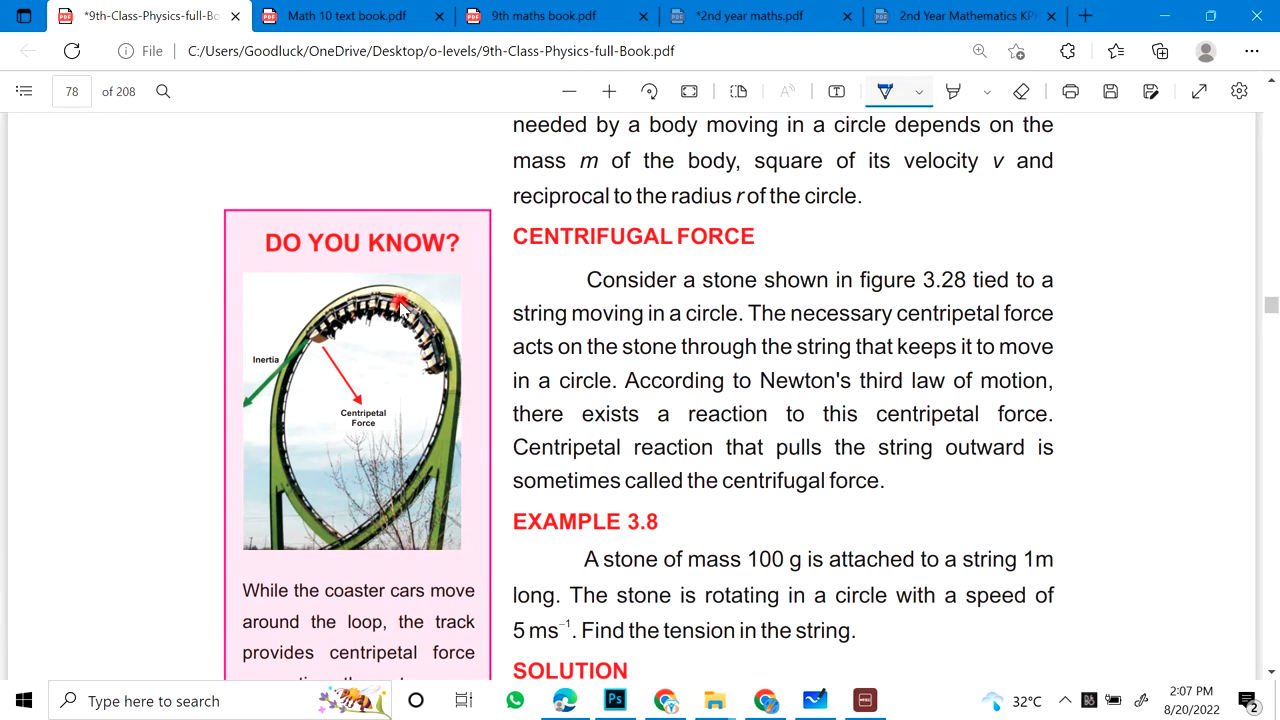 *9th-Class-Physics-full-Bo
Math 10 text book.pdf
9th maths book.pdf
*2nd year maths.pdf
2nd Year Mathematics KP
File
C:/Users/Goodluck/OneDrive/Desktop/o-levels/9th-Class-Physics-full-Book.pdf
78 of 208
needed by a body moving in a circle depends on the
mass m of the body, square of its velocity v and
reciprocal to the radius r of the circle.
DO YOU KNOW?
Inertia
Centripetal
Force
While the coaster cars move
around the loop, the track
provides centripetal force
CENTRIFUGAL FORCE
Consider a stone shown in figure 3.28 tied to a
string moving in a circle. The necessary centripetal force
acts on the stone through the string that keeps it to move
in a circle. According to Newton's third law of motion,
there exists a reaction to this centripetal force.
Centripetal reaction that pulls the string outward is
sometimes called the centrifugal force.
EXAMPLE 3.8
A stone of mass 100 g is attached to a string 1m
long. The stone is rotating in a circle with a speed of
5 ms⁻¹. Find the tension in the string.
SOLUTION
Type here to search
32°C
2:07 PM
8/20/2022
2